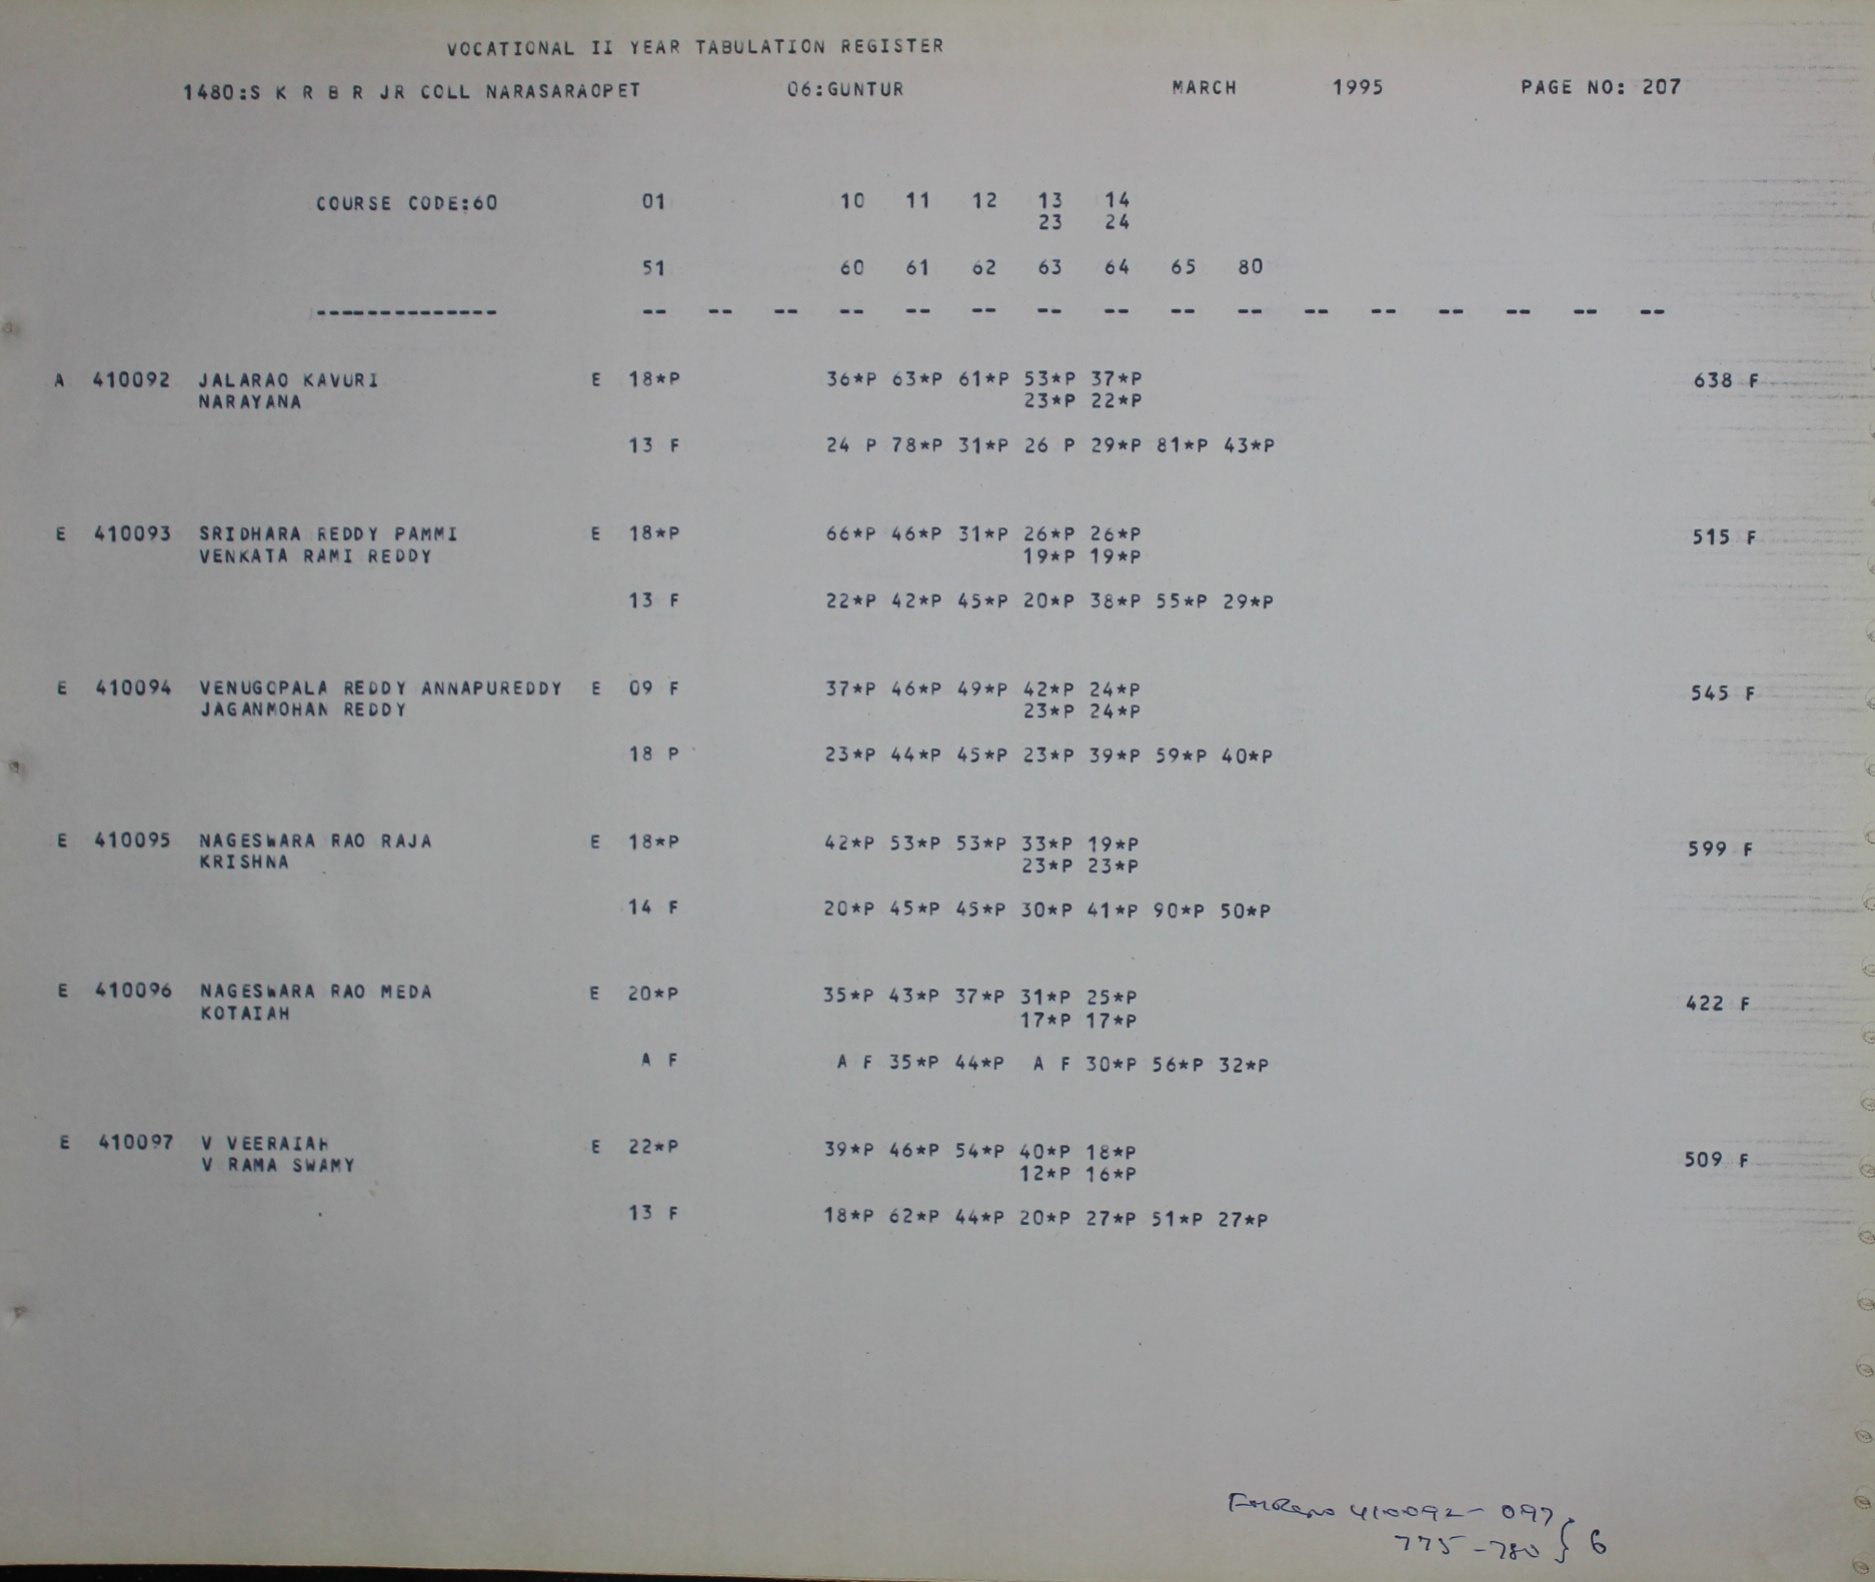 VOCATIONAL II YEAR TABULATION REGISTER
1480:S K R B R JR COLL NARASARAOPET 06:GUNTUR MARCH 1995 PAGE NO: 207
COURSE CODE:60 01 10 11 12 13 14
23 24
51 60 61 62 63 64 65 80
-------------- -- -- -- -- -- -- -- -- -- -- -- -- -- -- -- --
A 410092 JALARAO KAVURI E 18*P 36*P 63*P 61*P 53*P 37*P 638 F
NARAYANA 23*P 22*P
13 F 24 P 78*P 31*P 26 P 29*P 81*P 43*P
E 410093 SRIDHARA REDDY PAMMI E 18*P 66*P 46*P 31*P 26*P 26*P 515 F
VENKATA RAMI REDDY 19*P 19*P
13 F 22*P 42*P 45*P 20*P 38*P 55*P 29*P
E 410094 VENUGOPALA REDDY ANNAPUREDDY E 09 F 37*P 46*P 49*P 42*P 24*P 545 F
JAGANMOHAN REDDY 23*P 24*P
18 P 23*P 44*P 45*P 23*P 39*P 59*P 40*P
E 410095 NAGESWARA RAO RAJA E 18*P 42*P 53*P 53*P 33*P 19*P 599 F
KRISHNA 23*P 23*P
14 F 20*P 45*P 45*P 30*P 41*P 90*P 50*P
E 410096 NAGESWARA RAO MEDA E 20*P 35*P 43*P 37*P 31*P 25*P 422 F
KOTAIAH 17*P 17*P
A F A F 35*P 44*P A F 30*P 56*P 32*P
E 410097 V VEERAIAH E 22*P 39*P 46*P 54*P 40*P 18*P 509 F
V RAMA SWAMY 12*P 16*P
13 F 18*P 62*P 44*P 20*P 27*P 51*P 27*P
410092- 097
775-780 } 6